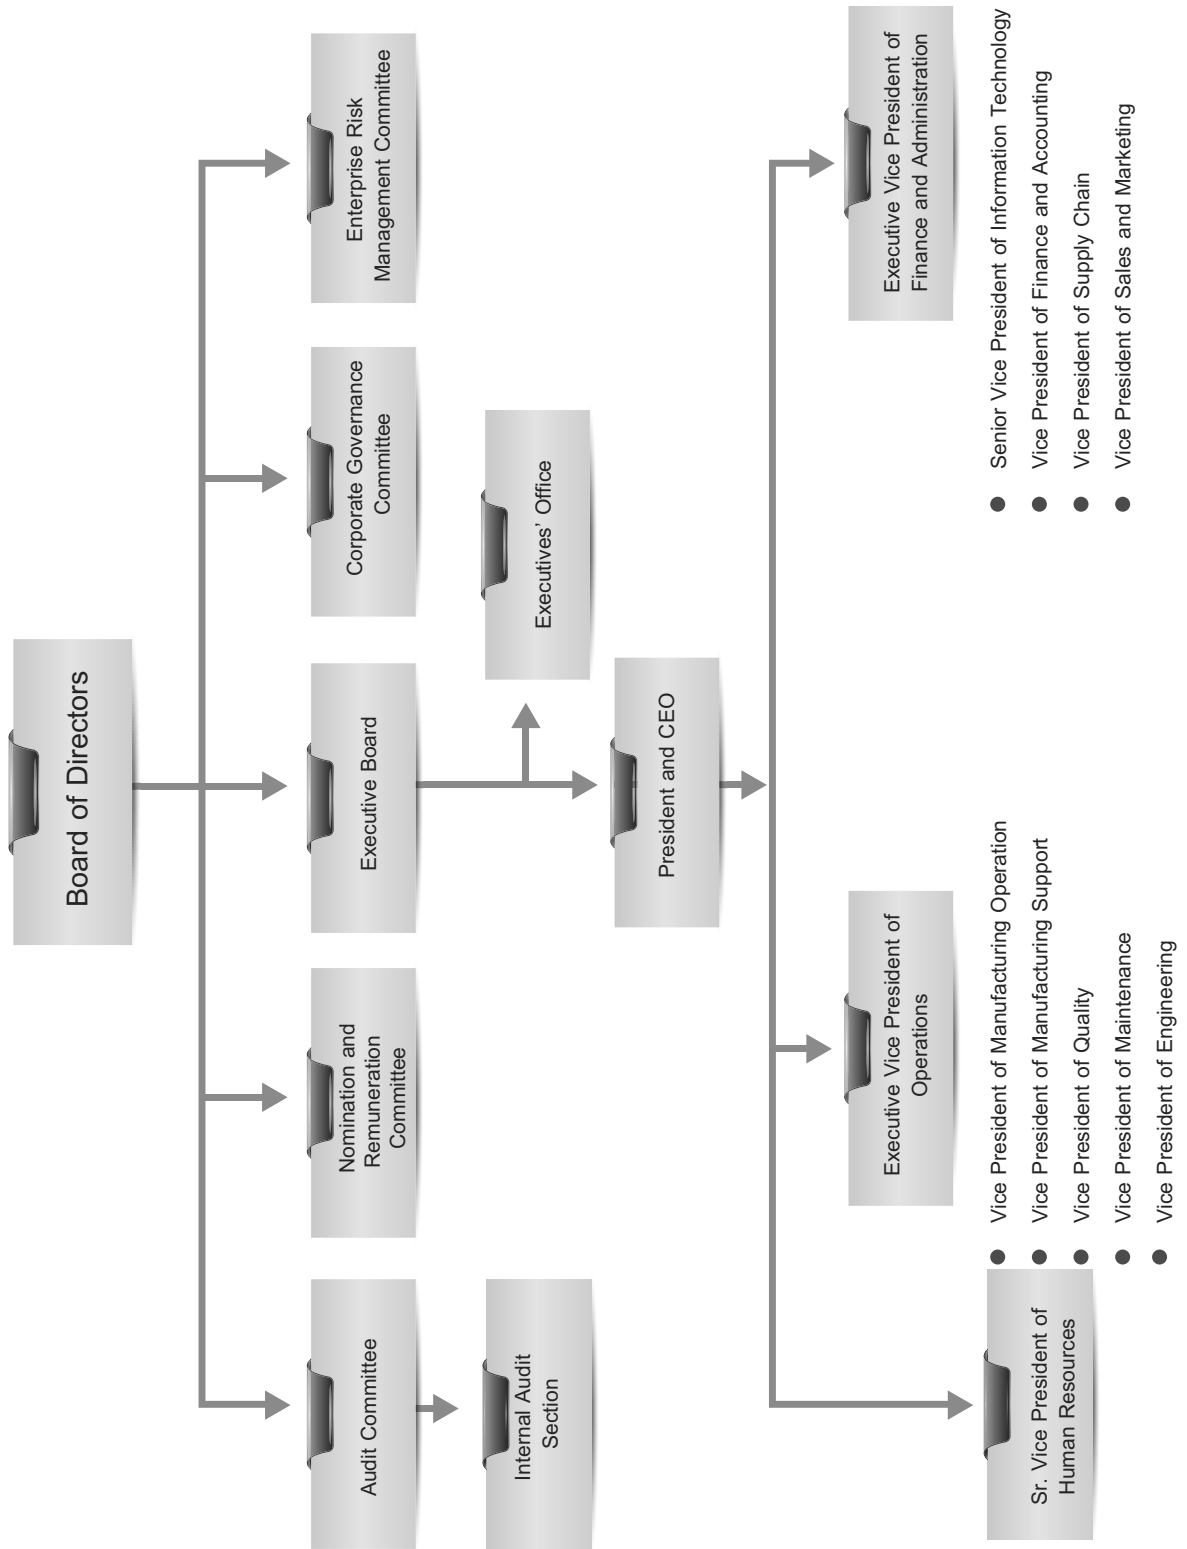 Board of Directors
Audit Committee
Nomination and
Remuneration
Committee
Executive Board
Corporate Governance
Committee
Enterprise Risk
Management Committee
Internal Audit
Section
Executives’ Office
President and CEO
Sr. Vice President of
Human Resources
Executive Vice President of
Operations
● Vice President of Manufacturing Operation
● Vice President of Manufacturing Support
● Vice President of Quality
● Vice President of Maintenance
● Vice President of Engineering
Executive Vice President of
Finance and Administration
● Senior Vice President of Information Technology
● Vice President of Finance and Accounting
● Vice President of Supply Chain
● Vice President of Sales and Marketing